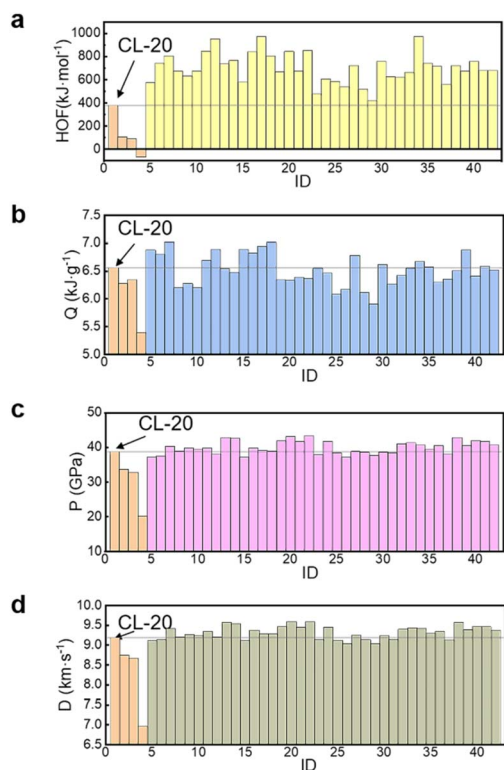 a
CL-20
HOF(kJ·mol⁻¹)
1000
800
600
400
200
0
0 5 10 15 20 25 30 35 40
ID
b
CL-20
Q (kJ·g⁻¹)
7.5
7.0
6.5
6.0
5.5
5.0
0 5 10 15 20 25 30 35 40
ID
c
CL-20
P (GPa)
50
40
30
20
10
0 5 10 15 20 25 30 35 40
ID
d
CL-20
D (km·s⁻¹)
10.0
9.5
9.0
8.5
8.0
7.5
7.0
6.5
0 5 10 15 20 25 30 35 40
ID